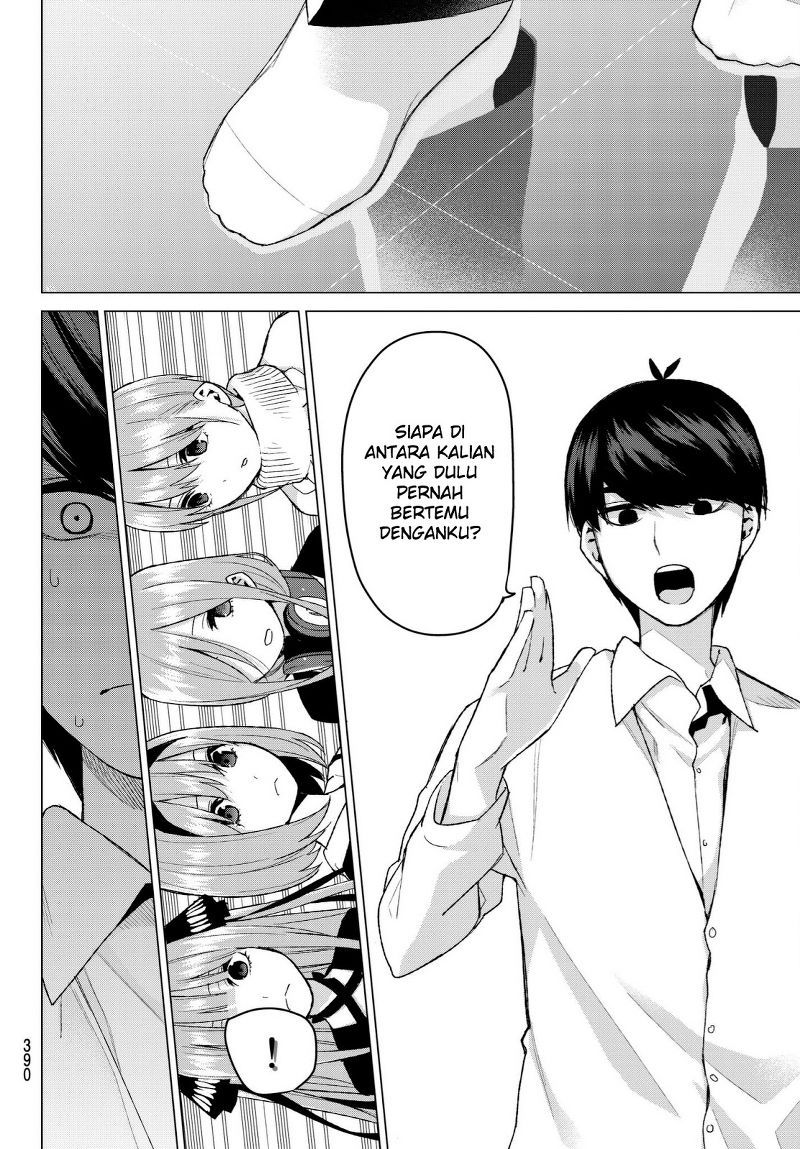 SIAPA DI
ANTARA KALIAN
YANG DULU
PERNAH
BERTEMU
DENGANKU?
!
390